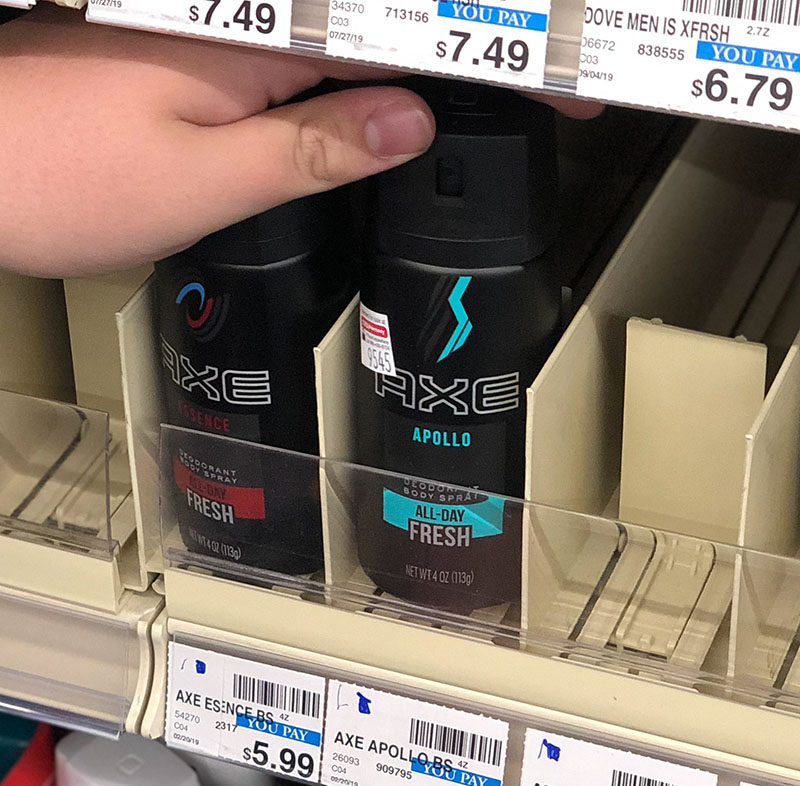 07/27/19
$7.49
34370
C03
07/27/19
713156
YOU PAY
$7.49
DOVE MEN IS XFRSH
2.7Z
06672
C03
09/04/19
838555
YOU PAY
$6.79
AXE
ESSENCE
DEODORANT
BODY SPRAY
ALL-DAY
FRESH
NET WT 4 OZ (113g)
9545
AXE
APOLLO
DEODORANT
BODY SPRAY
ALL-DAY
FRESH
NET WT 4 OZ (113g)
AXE ESENCE BS
4Z
54270
C04
02/20/19
2317
YOU PAY
$5.99
AXE APOLLO BS
4Z
26093
C04
909795
YOU PAY